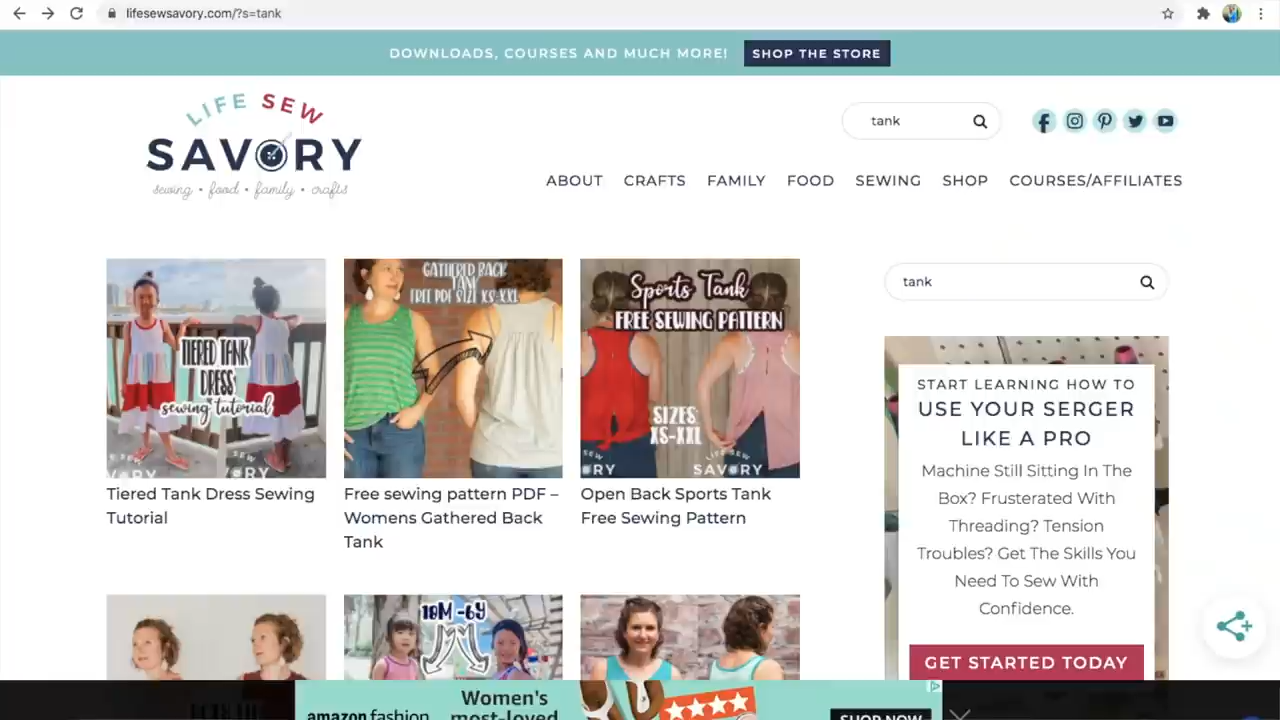 lifesewsavory.com/?s=tank
DOWNLOADS, COURSES AND MUCH MORE!
SHOP THE STORE
LIFE SEW
SAVORY
sewing • food • family • crafts
tank
ABOUT CRAFTS FAMILY FOOD SEWING SHOP COURSES/AFFILIATES
TIERED TANK
DRESS
sewing tutorial
Tiered Tank Dress Sewing
Tutorial
GATHERED BACK
TANK
FREE PDF SIZE XS-XXL
Free sewing pattern PDF –
Womens Gathered Back
Tank
Sports Tank
FREE SEWING PATTERN
SIZES
XS-XXL
LIFE SEW
SAVORY
Open Back Sports Tank
Free Sewing Pattern
18M -6Y
tank
START LEARNING HOW TO
USE YOUR SERGER
LIKE A PRO
Machine Still Sitting In The
Box? Frusterated With
Threading? Tension
Troubles? Get The Skills You
Need To Sew With
Confidence.
GET STARTED TODAY
amazon fashion
Women's
most-loved
SHOP NOW